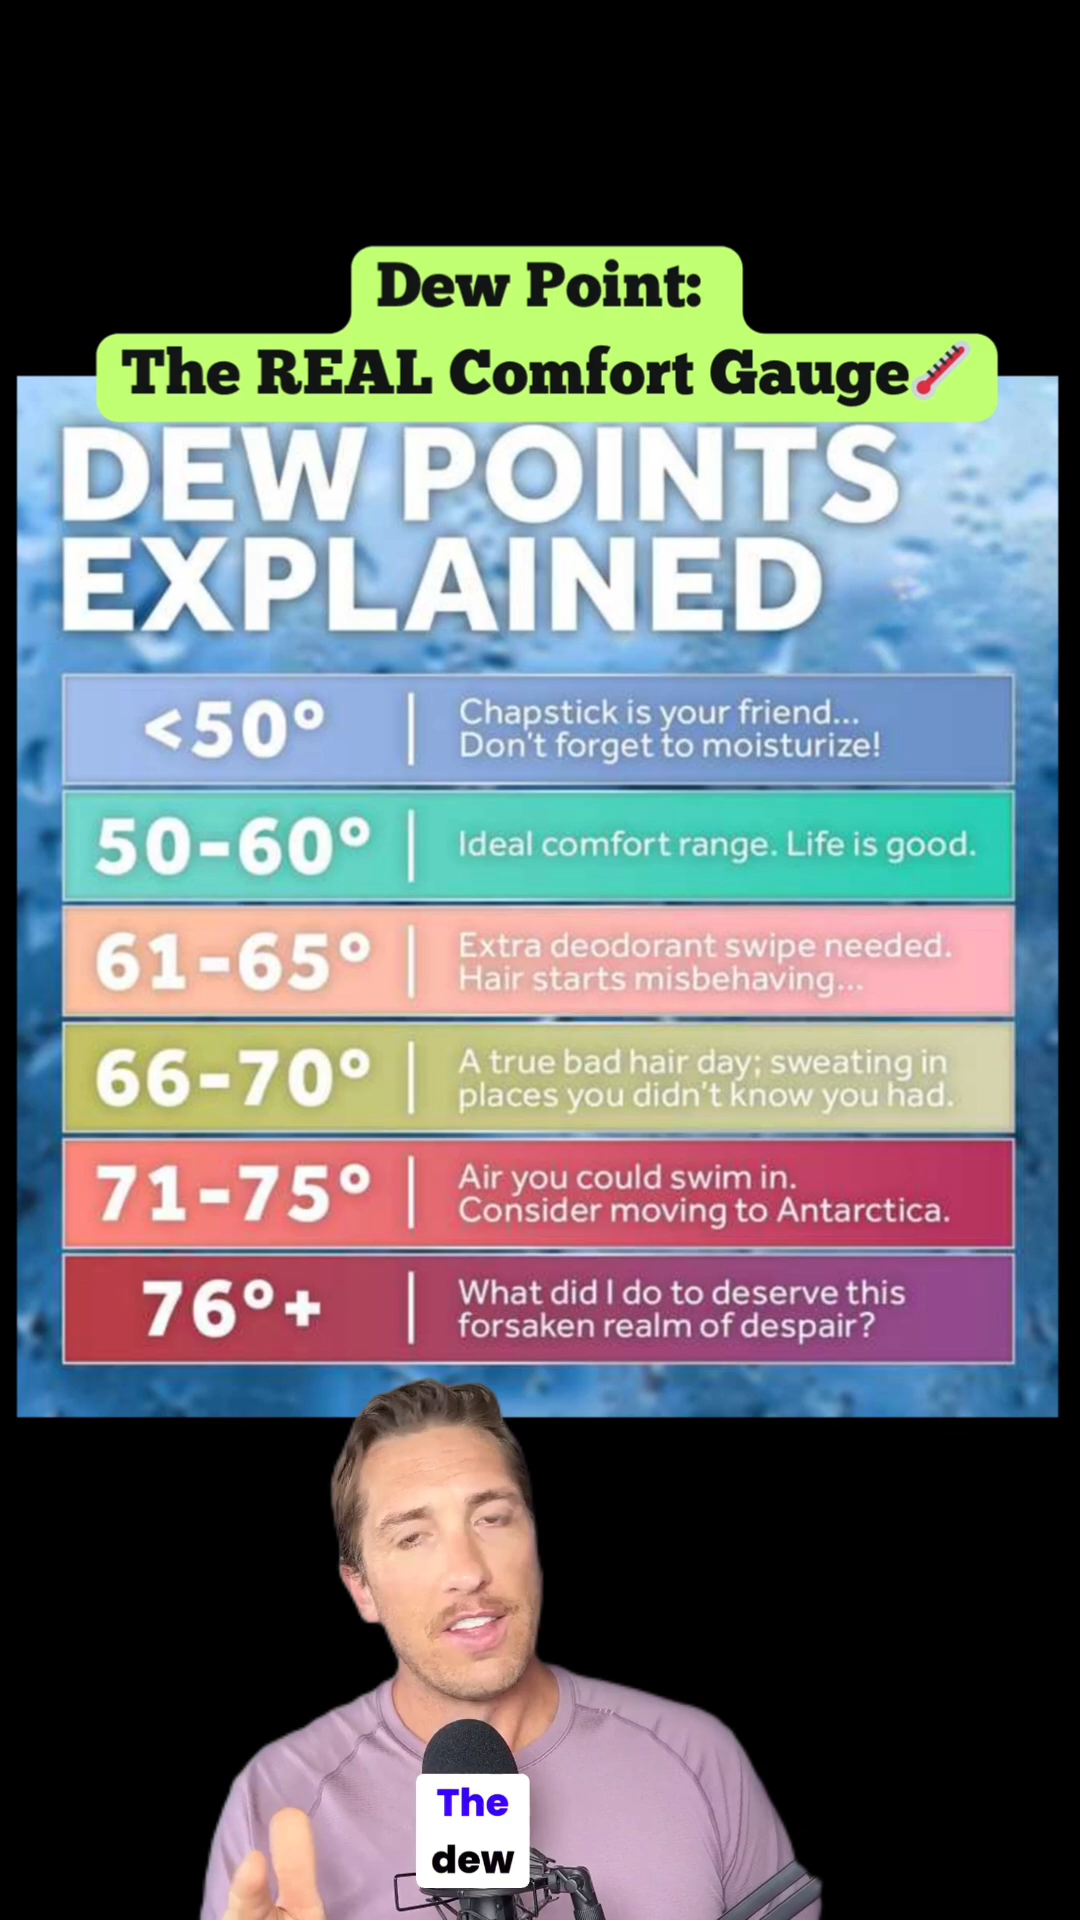 Dew Point:
The REAL Comfort Gauge🌡️
DEW POINTS
EXPLAINED
<50°
Chapstick is your friend...
Don't forget to moisturize!
50-60°
Ideal comfort range. Life is good.
61-65°
Extra deodorant swipe needed.
Hair starts misbehaving...
66-70°
A true bad hair day; sweating in
places you didn't know you had.
71-75°
Air you could swim in.
Consider moving to Antarctica.
76°+
What did I do to deserve this
forsaken realm of despair?
The
dew